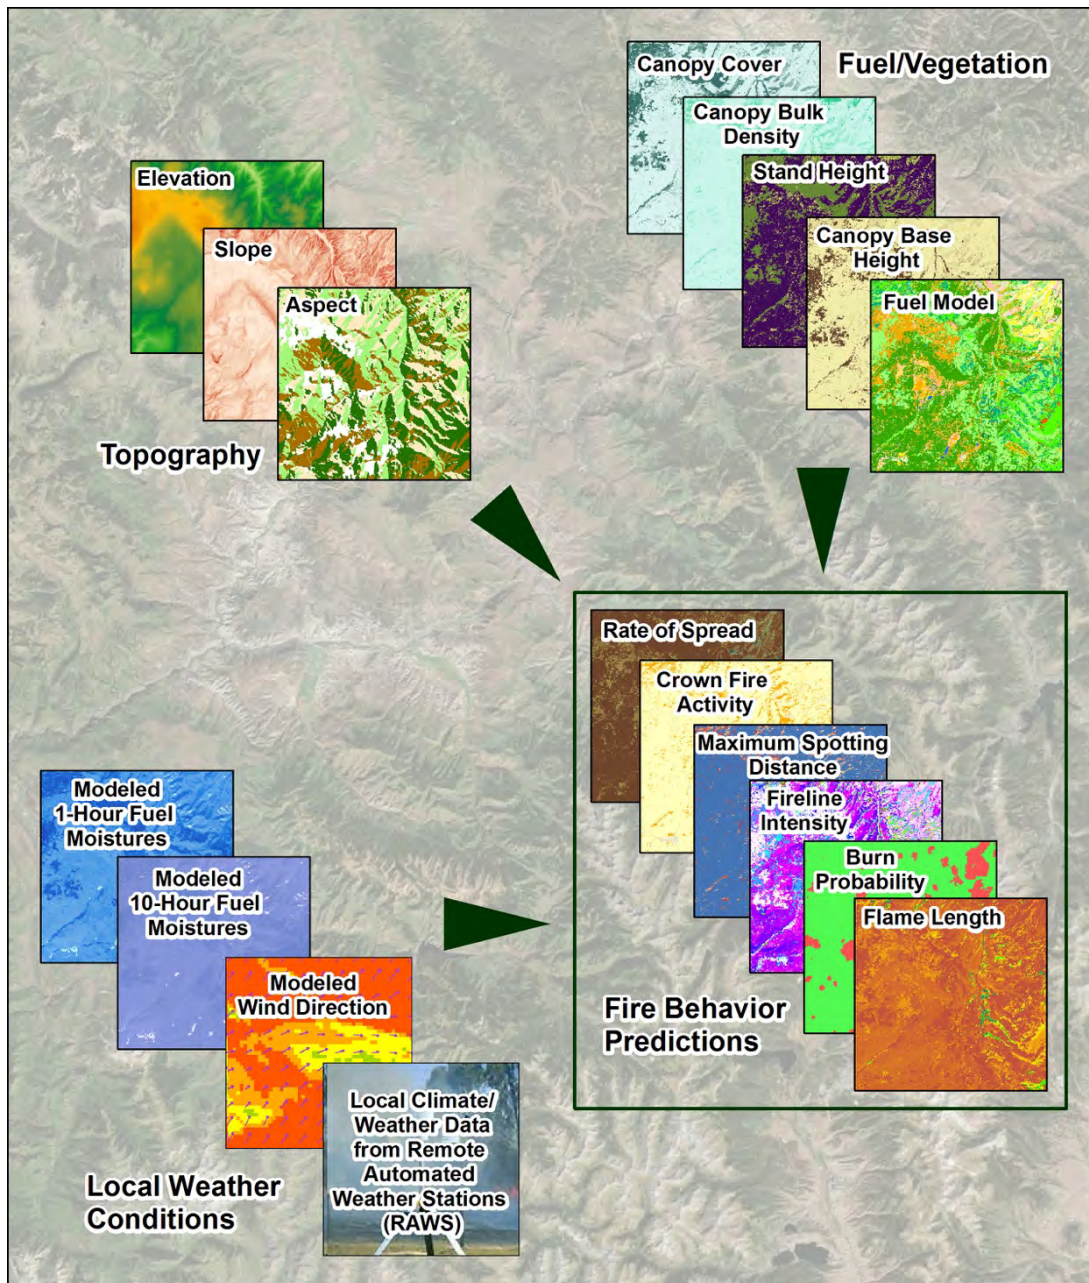 Canopy Cover
Fuel/Vegetation
Canopy Bulk
Density
Stand Height
Canopy Base
Height
Fuel Model
Elevation
Slope
Aspect
Topography
Rate of Spread
Crown Fire
Activity
Maximum Spotting
Distance
Fireline
Intensity
Burn
Probability
Flame Length
Fire Behavior
Predictions
Modeled
1-Hour Fuel
Moistures
Modeled
10-Hour Fuel
Moistures
Modeled
Wind Direction
Local Climate/
Weather Data
from Remote
Automated
Weather Stations
(RAWS)
Local Weather
Conditions